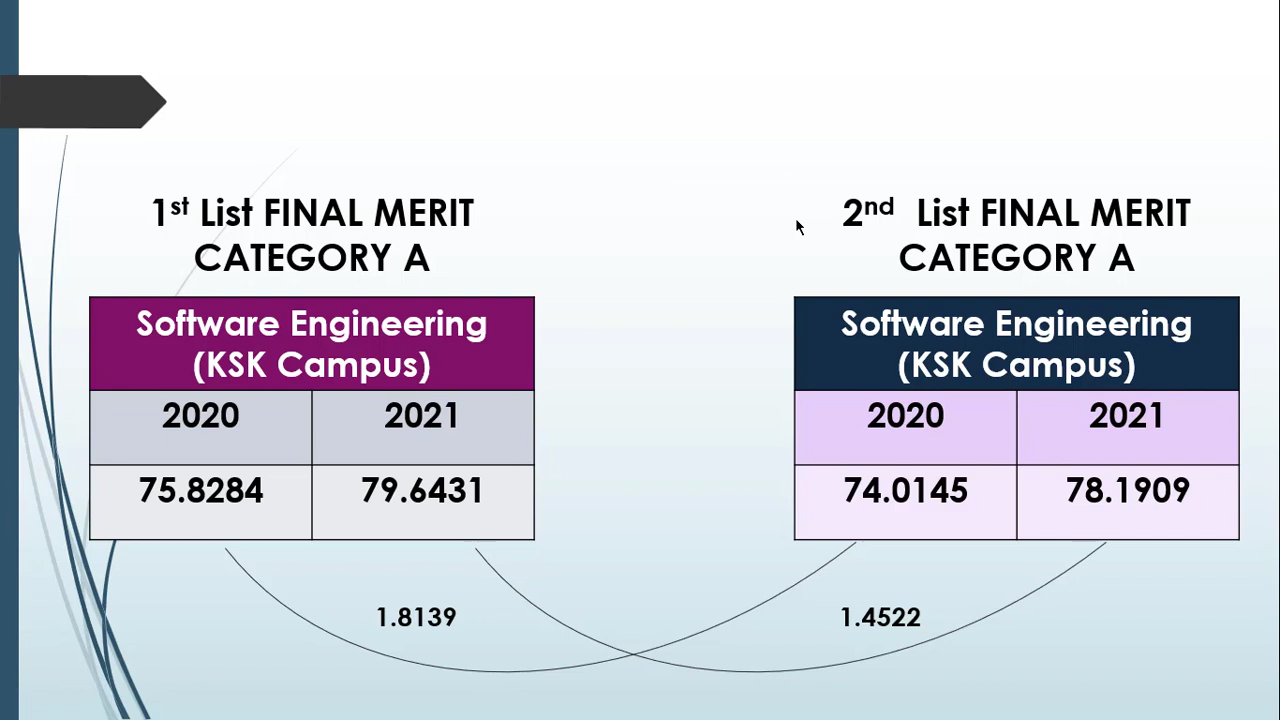 1st List FINAL MERIT
CATEGORY A
Software Engineering
(KSK Campus)
2020 2021
75.8284 79.6431
2nd List FINAL MERIT
CATEGORY A
Software Engineering
(KSK Campus)
2020 2021
74.0145 78.1909
1.8139
1.4522